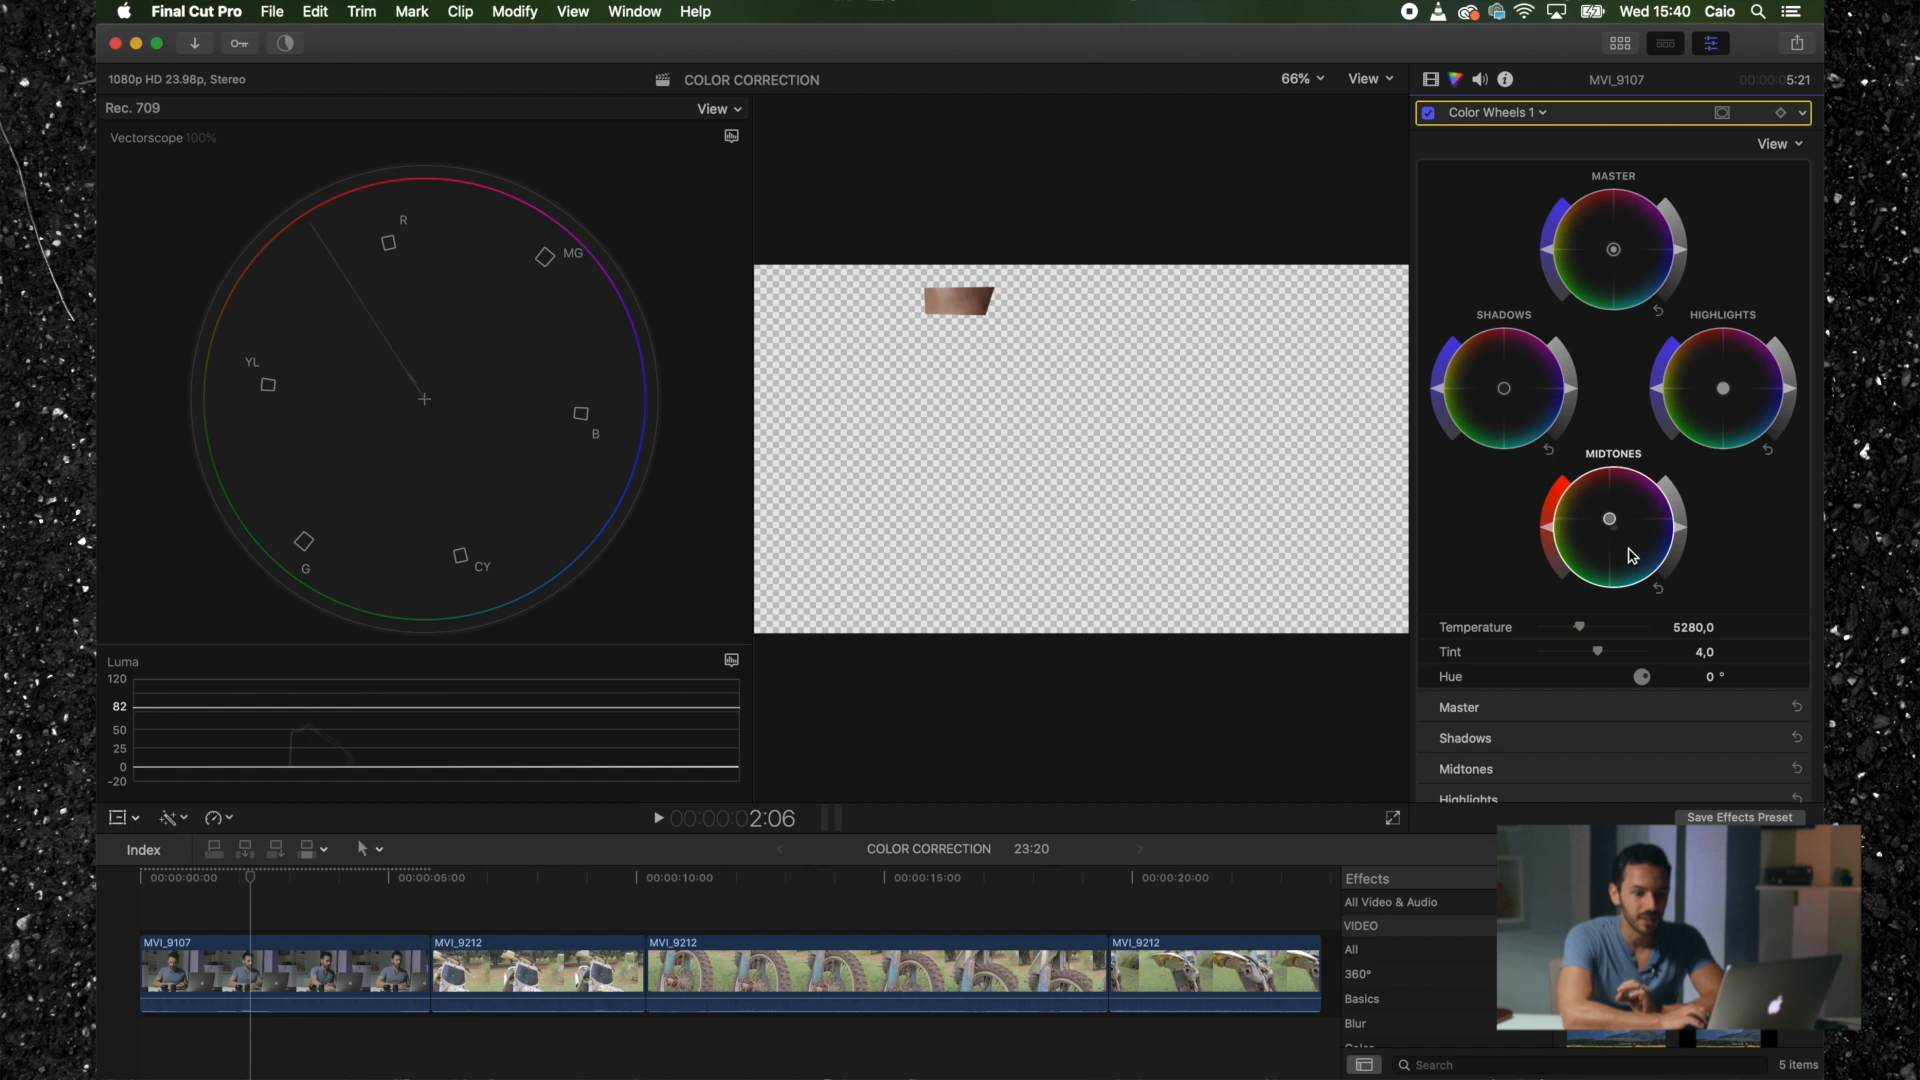 Final Cut Pro File Edit Trim Mark Clip Modify View Window Help
Wed 15:40 Caio
1080p HD 23.98p, Stereo
COLOR CORRECTION
66% View
MVI_9107
00:00:05:21
Rec. 709
View
Color Wheels 1
Vectorscope 100%
View
MASTER
R
MG
YL
B
G
CY
SHADOWS
HIGHLIGHTS
MIDTONES
Temperature 5280,0
Tint 4,0
Hue 0 °
Master
Shadows
Midtones
Highlights
Luma
120
82
50
25
0
-20
00:00:02:06
Save Effects Preset
Index
COLOR CORRECTION 23:20
00:00:00:00
00:00:05:00
00:00:10:00
00:00:15:00
00:00:20:00
MVI_9107
MVI_9212
MVI_9212
MVI_9212
Effects
All Video & Audio
VIDEO
All
360°
Basics
Blur
Color
Search
5 items